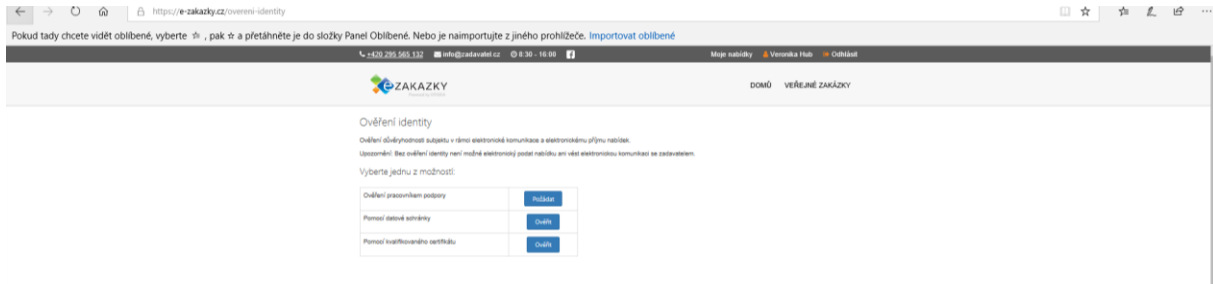 https://e-zakazky.cz/overeni-identity
Pokud tady chcete vidět oblíbené, vyberte , pak ☆ a přetáhněte je do složky Panel Oblíbené. Nebo je naimportujte z jiného prohlížeče. Importovat oblíbené
+420 295 565 132 info@zadavatel.cz 8:30 - 16:00 Moje nabídky Veronika Hub Odhlásit
eZAKAZKY
DOMŮ VEŘEJNÉ ZAKÁZKY
Ověření identity
Ověření důvěryhodnosti subjektu v rámci elektronické komunikace a elektronickému příjmu nabídek.
Upozornění: Bez ověření identity není možné elektronický podat nabídku ani vést elektronickou komunikaci se zadavatelem.
Vyberte jednu z možností:
Ověření pracovníkem podpory Požádat
Pomocí datové schránky Ověřit
Pomocí kvalifikovaného certifikátu Ověřit